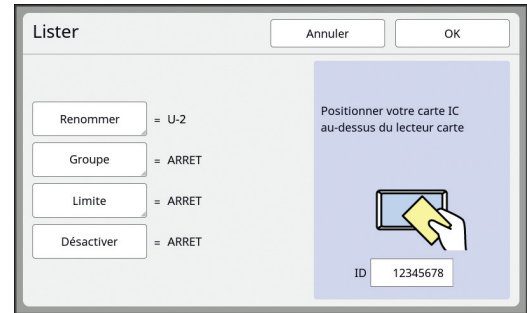 Lister
Annuler
OK
Renommer = U-2
Groupe = ARRET
Limite = ARRET
Désactiver = ARRET
Positionner votre carte IC
au-dessus du lecteur carte
ID 12345678